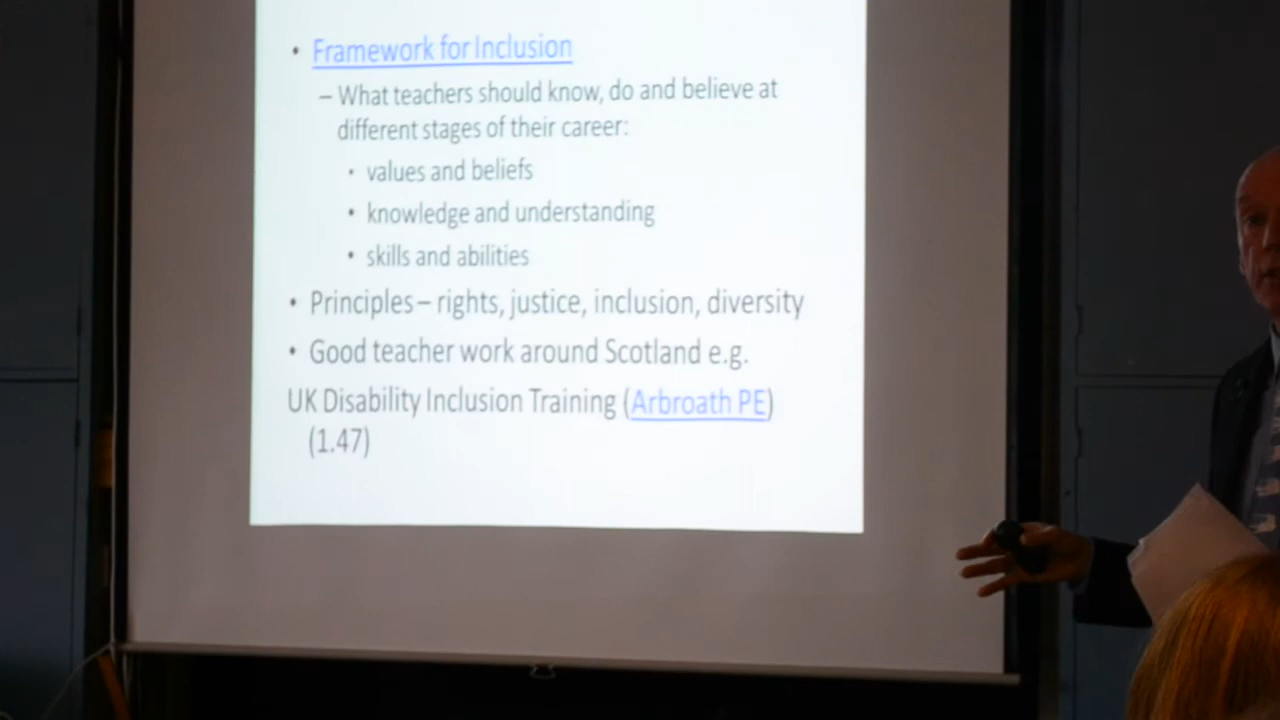 • Framework for Inclusion
– What teachers should know, do and believe at
different stages of their career:
• values and beliefs
• knowledge and understanding
• skills and abilities
• Principles – rights, justice, inclusion, diversity
• Good teacher work around Scotland e.g.
UK Disability Inclusion Training (Arbroath PE)
(1.47)